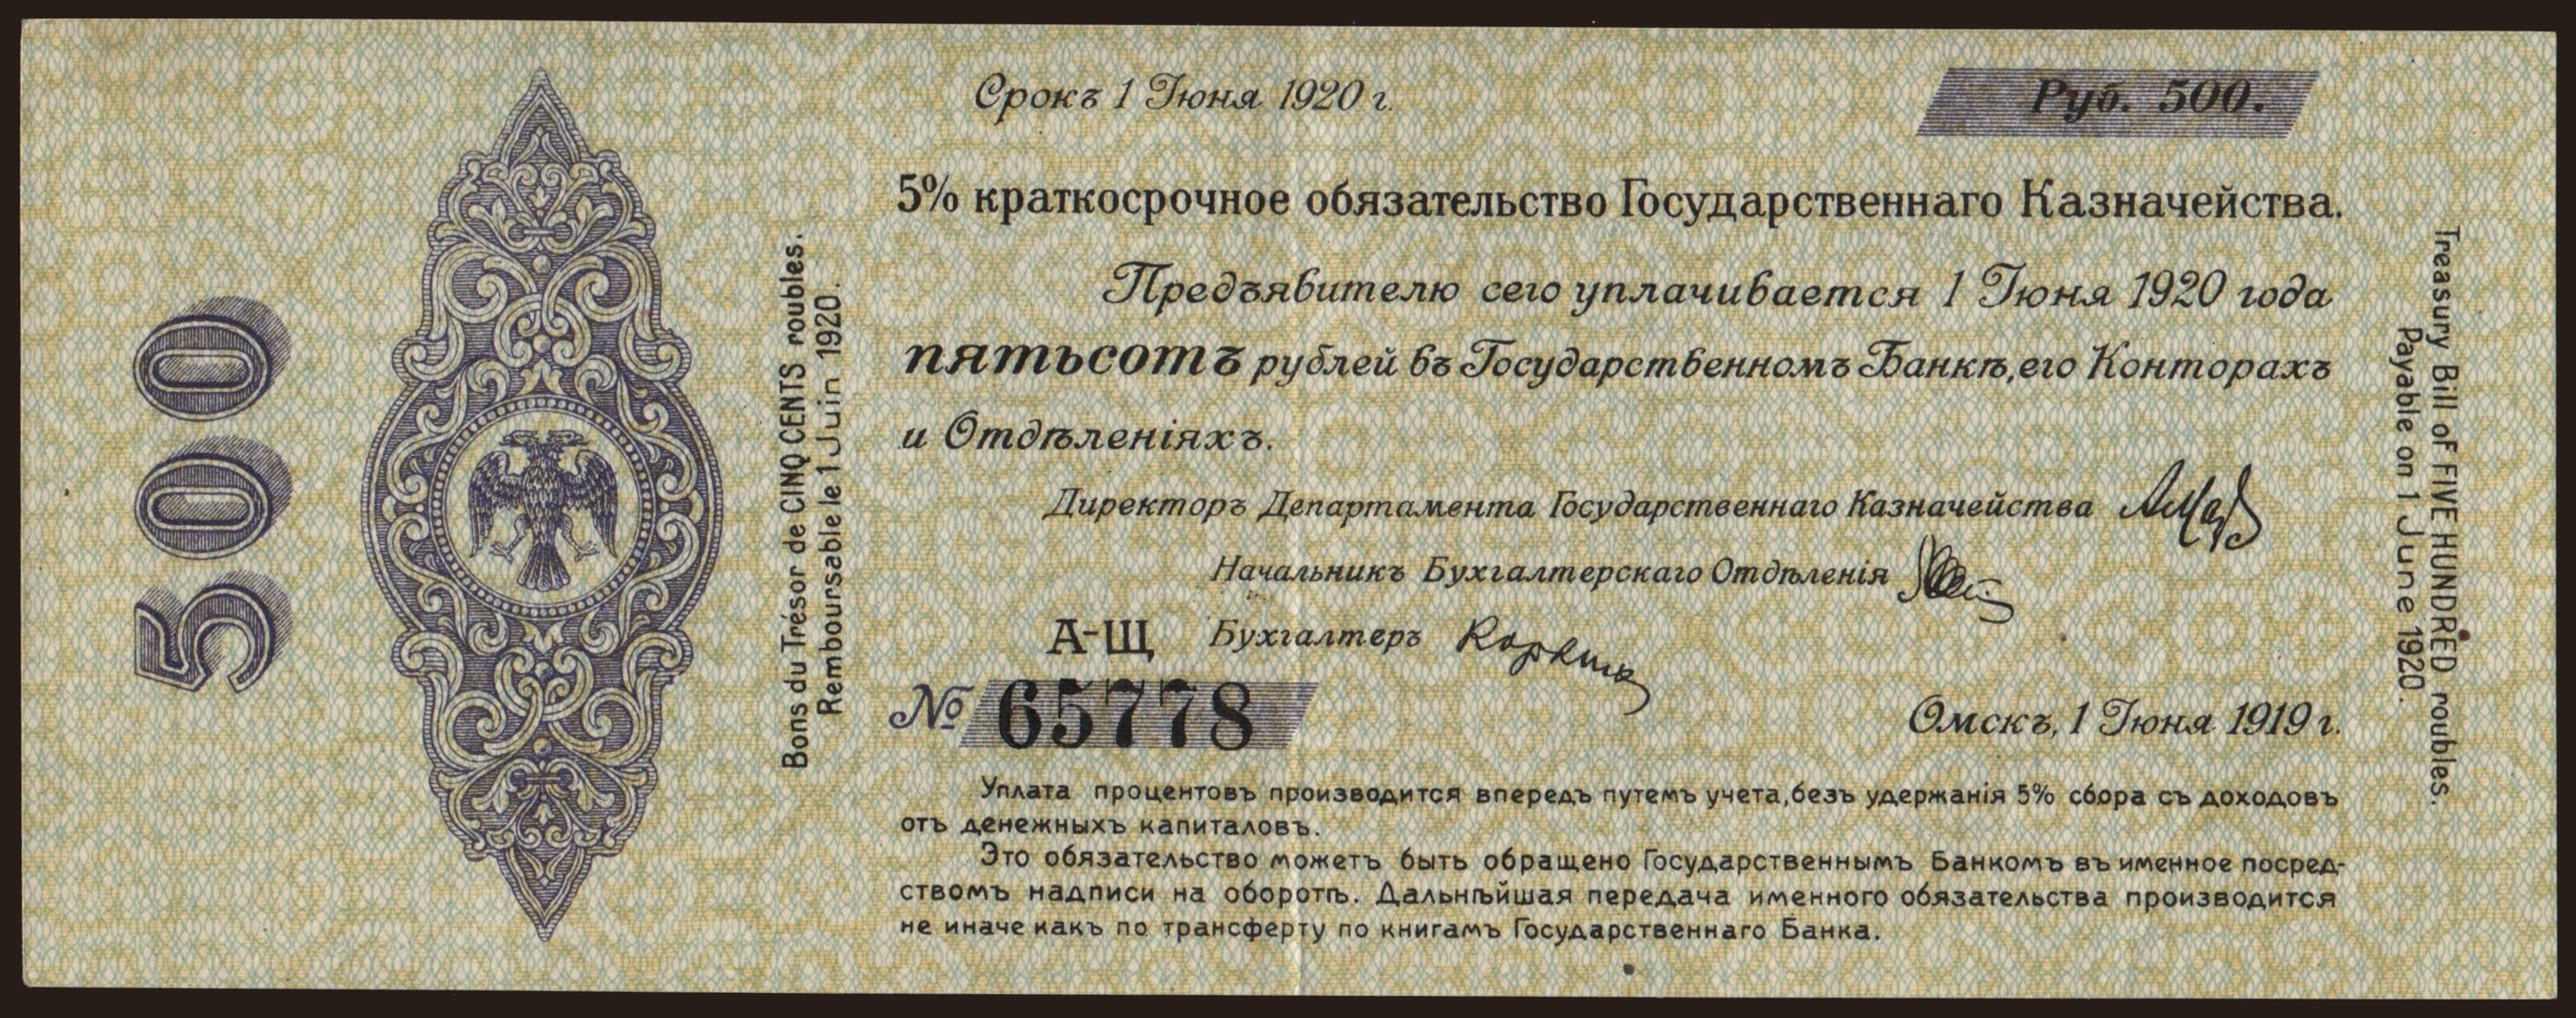 500
Bons du Trésor de CINQ CENTS roubles.
Remboursable le 1 Juin 1920.
Срокъ 1 Іюня 1920 г.
Руб. 500.
5% краткосрочное обязательство Государственнаго Казначейства.
Предъявителю сего уплачивается 1 Іюня 1920 года
пятьсотъ рублей въ Государственномъ Банкѣ, его Конторахъ
и Отдѣленіяхъ.
Директоръ Департамента Государственнаго Казначейства
Начальникъ Бухгалтерскаго Отдѣленія
А-Щ Бухгалтеръ
№ 65778
Омскъ, 1 Іюня 1919 г.
Уплата процентовъ производится впередъ путемъ учета, безъ удержанія 5% сбора съ доходовъ
отъ денежныхъ капиталовъ.
Это обязательство можетъ быть обращено Государственнымъ Банкомъ въ именное посред-
ствомъ надписи на оборотѣ. Дальнѣйшая передача именного обязательства производится
не иначе какъ по трансферту по книгамъ Государственнаго Банка.
Treasury Bill of FIVE HUNDRED roubles.
Payable on 1 June 1920.